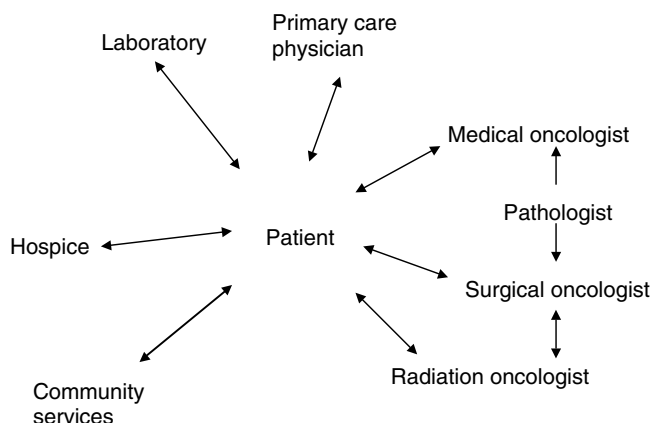 Laboratory
Primary care
physician
Medical oncologist
Pathologist
Hospice
Patient
Surgical oncologist
Radiation oncologist
Community
services